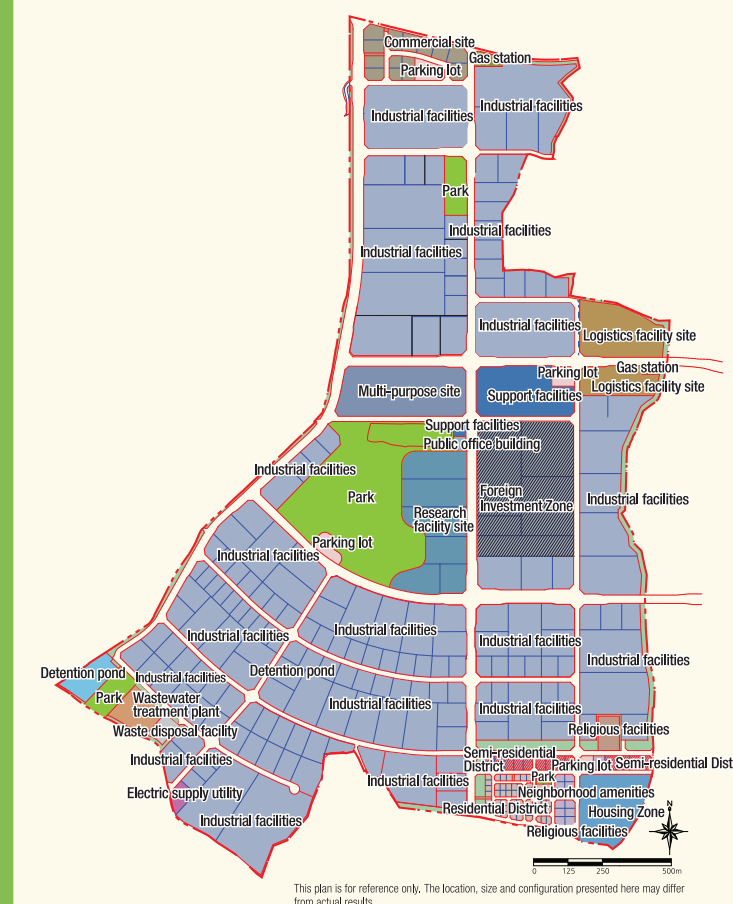 Commercial site
Gas station
Parking lot
Industrial facilities
Industrial facilities
Park
Industrial facilities
Industrial facilities
Industrial facilities
Logistics facility site
Gas station
Parking lot
Logistics facility site
Multi-purpose site
Support facilities
Support facilities
Public office building
Industrial facilities
Park
Foreign
Investment Zone
Industrial facilities
Research
facility site
Parking lot
Industrial facilities
Industrial facilities
Industrial facilities
Industrial facilities
Industrial facilities
Detention pond
Detention pond
Industrial facilities
Park
Wastewater
treatment plant
Industrial facilities
Industrial facilities
Waste disposal facility
Religious facilities
Industrial facilities
Semi-residential
District
Parking lot
Semi-residential Dist
Park
Industrial facilities
Electric supply utility
Neighborhood amenities
Residential District
Housing Zone
Industrial facilities
Religious facilities
N
0 125 250 500m
This plan is for reference only. The location, size and configuration presented here may differ
from actual results.